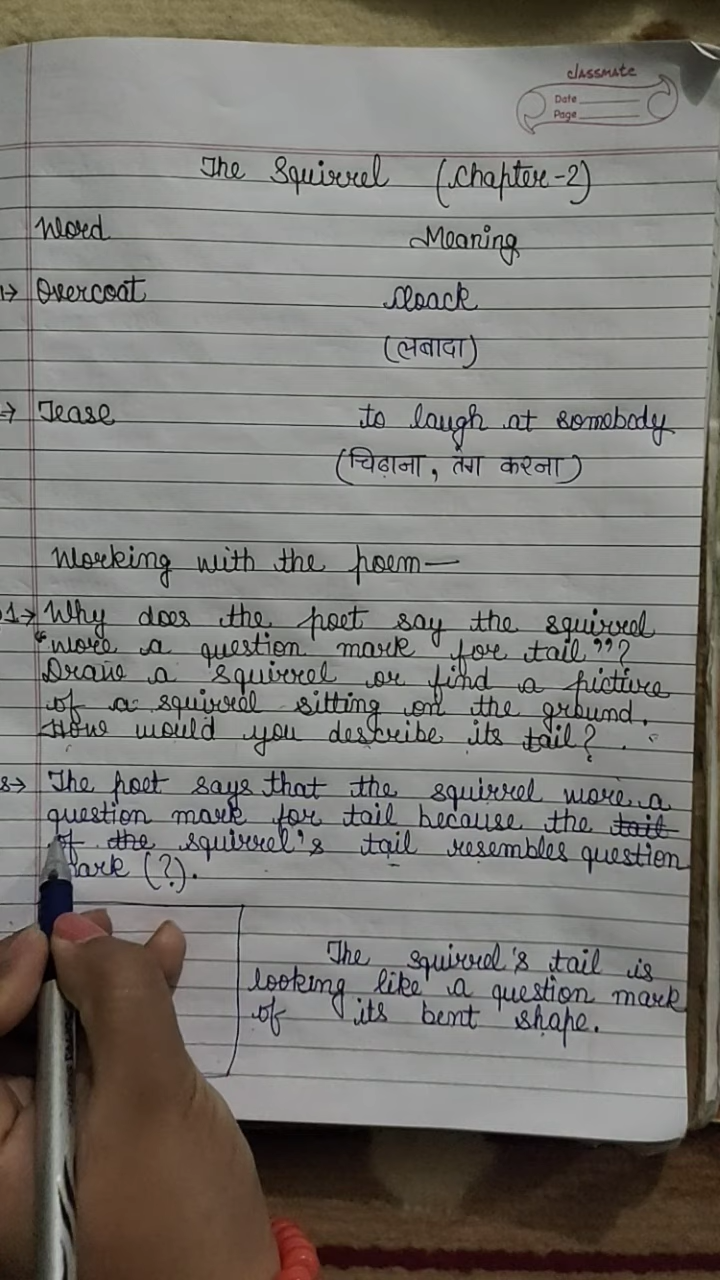 classmate
Date
Page
The Squirrel (Chapter-2)
Word Meaning
1→ Overcoat cloack
(लबादा)
→ Tease to laugh at somebody
(चिढ़ाना, तंग करना)
Working with the poem—
1→ Why does the poet say the squirrel
"wore a question mark for tail"?
Draw a squirrel or find a picture
of a squirrel sitting on the ground.
How would you describe its tail?
s→ The poet says that the squirrel wore a
question mark for tail because the tail
of the squirrel's tail resembles question
mark (?).
The squirrel's tail is
looking like a question mark
of its bent shape.